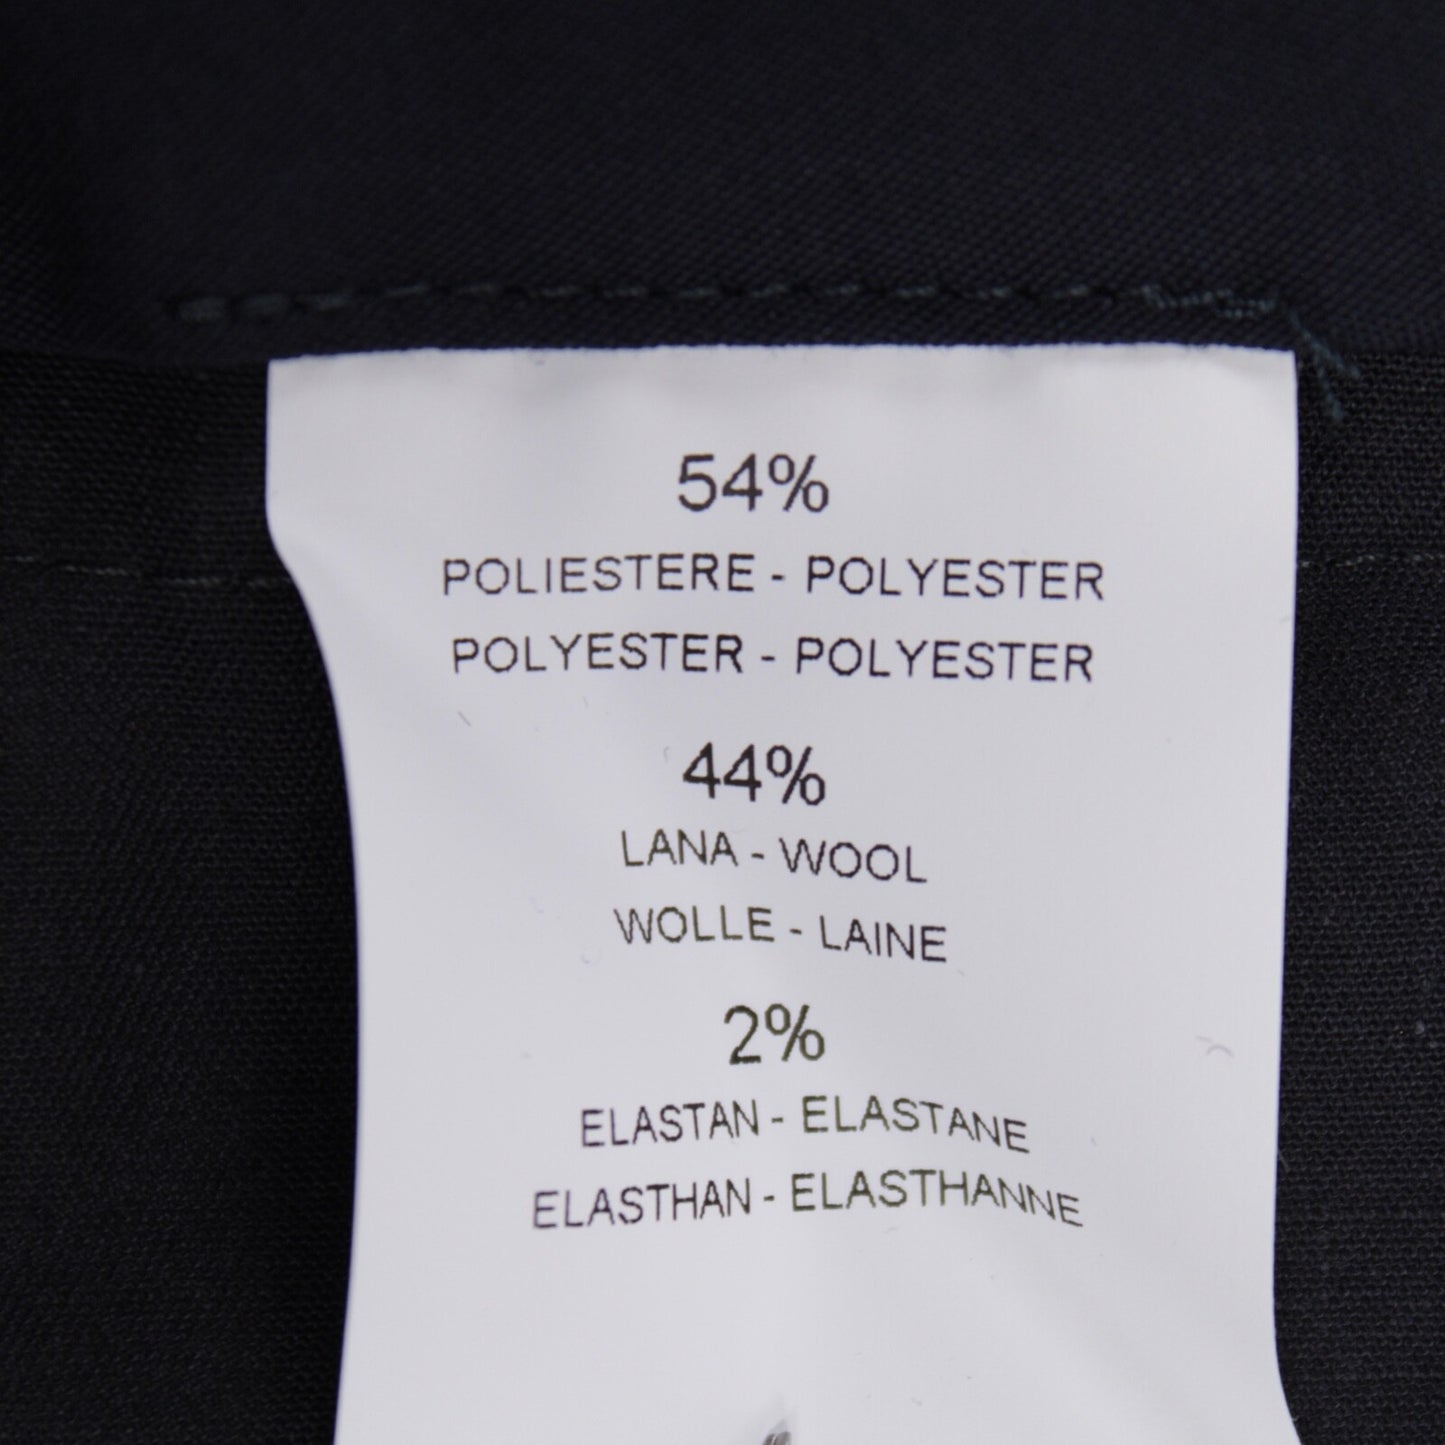 54%
POLIESTERE - POLYESTER
POLYESTER - POLYESTER
44%
LANA - WOOL
WOLLE - LAINE
2%
ELASTAN - ELASTANE
ELASTHAN - ELASTHANNE